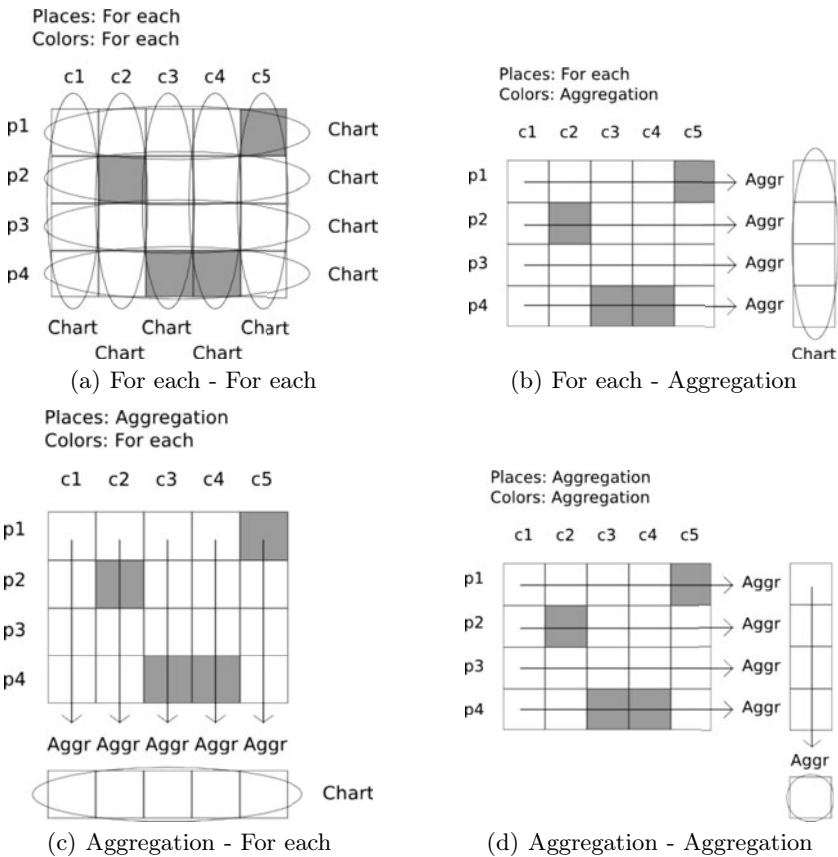 Places: For each
Colors: For each
c1 c2 c3 c4 c5
p1 Chart
p2 Chart
p3 Chart
p4 Chart
Chart Chart Chart
Chart Chart
(a) For each - For each
Places: For each
Colors: Aggregation
c1 c2 c3 c4 c5
p1 Aggr
p2 Aggr
p3 Aggr
p4 Aggr
Chart
(b) For each - Aggregation
Places: Aggregation
Colors: For each
c1 c2 c3 c4 c5
p1
p2
p3
p4
Aggr Aggr Aggr Aggr Aggr
Chart
(c) Aggregation - For each
Places: Aggregation
Colors: Aggregation
c1 c2 c3 c4 c5
p1 Aggr
p2 Aggr
p3 Aggr
p4 Aggr
Aggr
(d) Aggregation - Aggregation